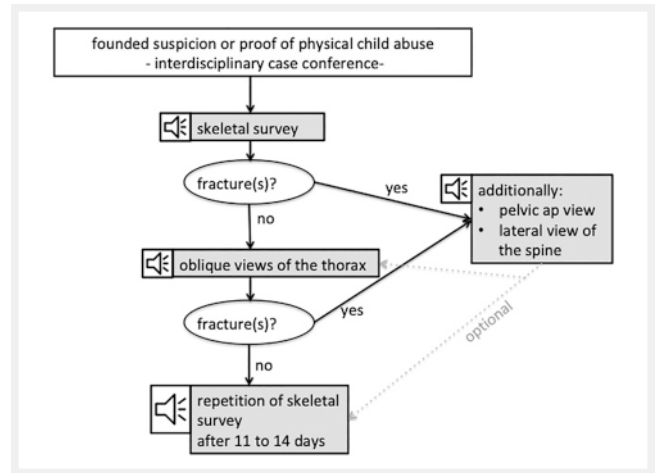 founded suspicion or proof of physical child abuse
- interdisciplinary case conference-
skeletal survey
fracture(s)?
yes
no
additionally:
• pelvic ap view
• lateral view of
the spine
oblique views of the thorax
fracture(s)?
yes
optional
no
repetition of skeletal
survey
after 11 to 14 days